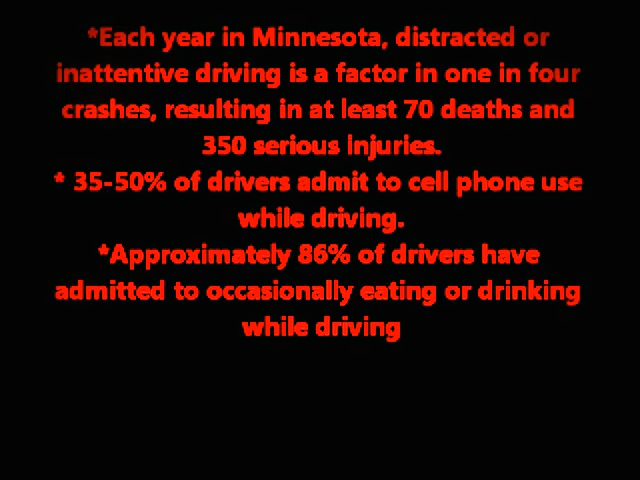 *Each year in Minnesota, distracted or
inattentive driving is a factor in one in four
crashes, resulting in at least 70 deaths and
350 serious injuries.
* 35-50% of drivers admit to cell phone use
while driving.
*Approximately 86% of drivers have
admitted to occasionally eating or drinking
while driving